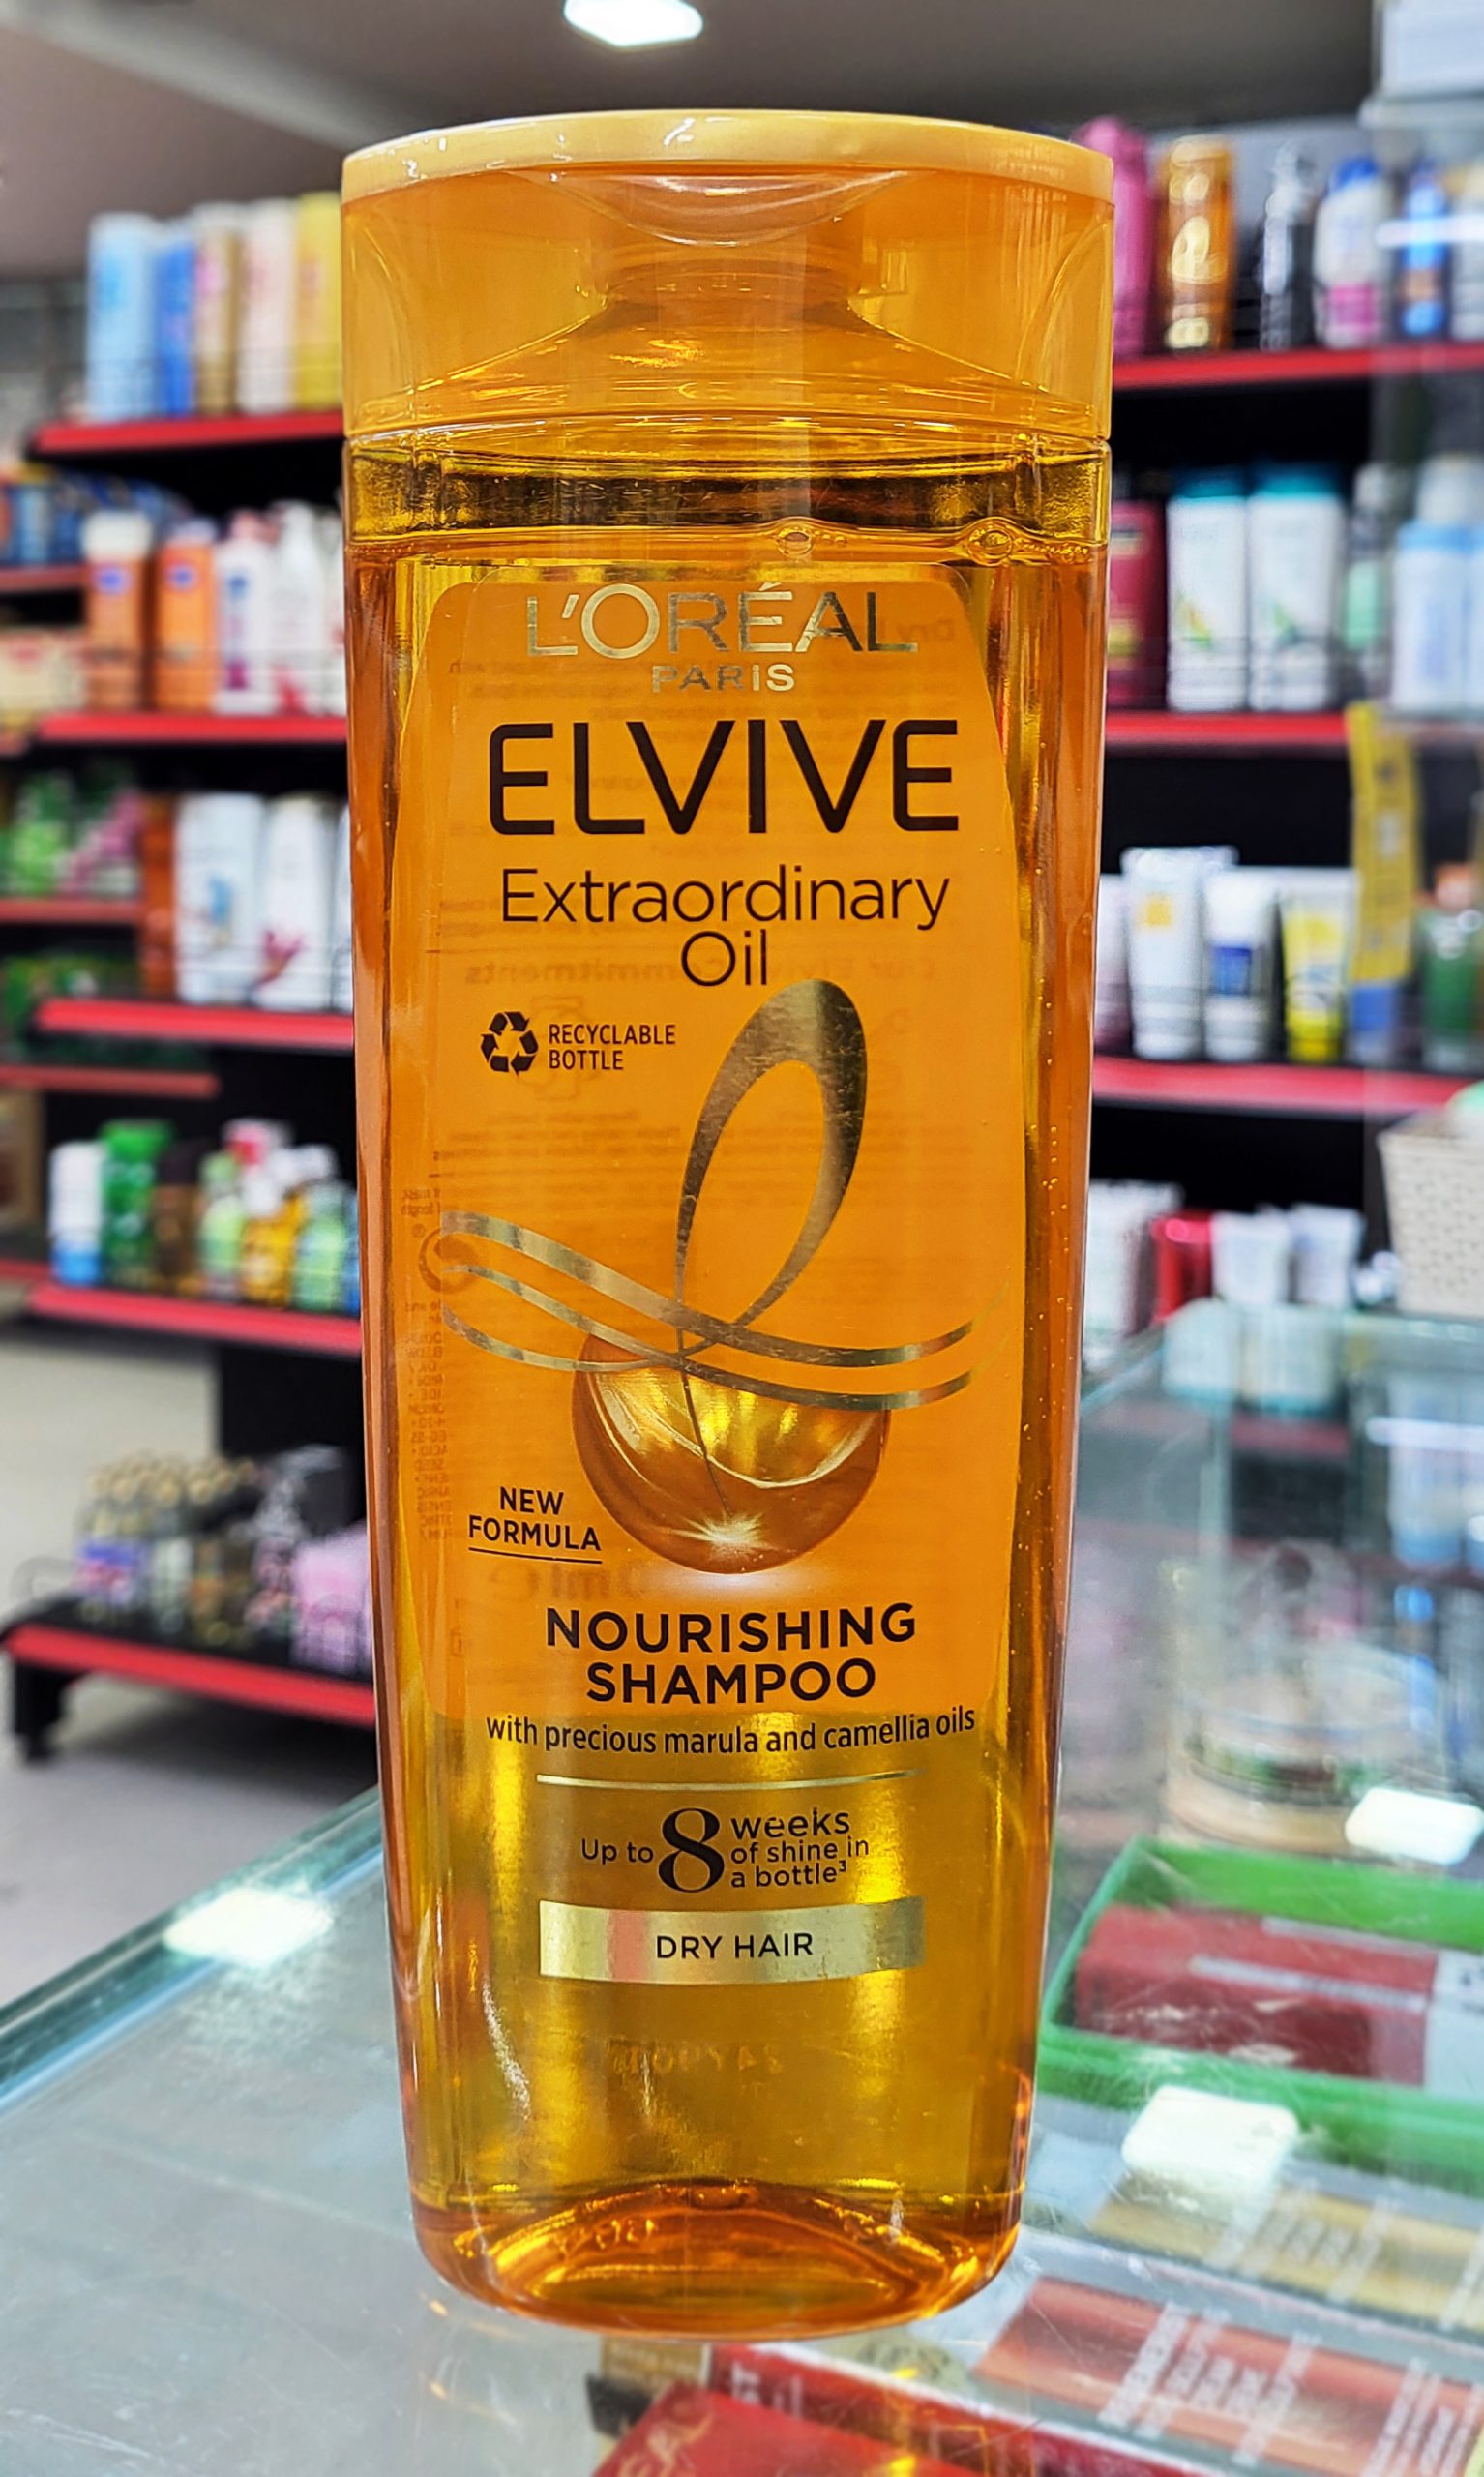 L'ORÉAL
PARiS
ELVIVE
Extraordinary
Oil
RECYCLABLE
BOTTLE
NEW
FORMULA
NOURISHING
SHAMPOO
with precious marula and camellia oils
Up to 8 weeks
of shine in
a bottle³
DRY HAIR